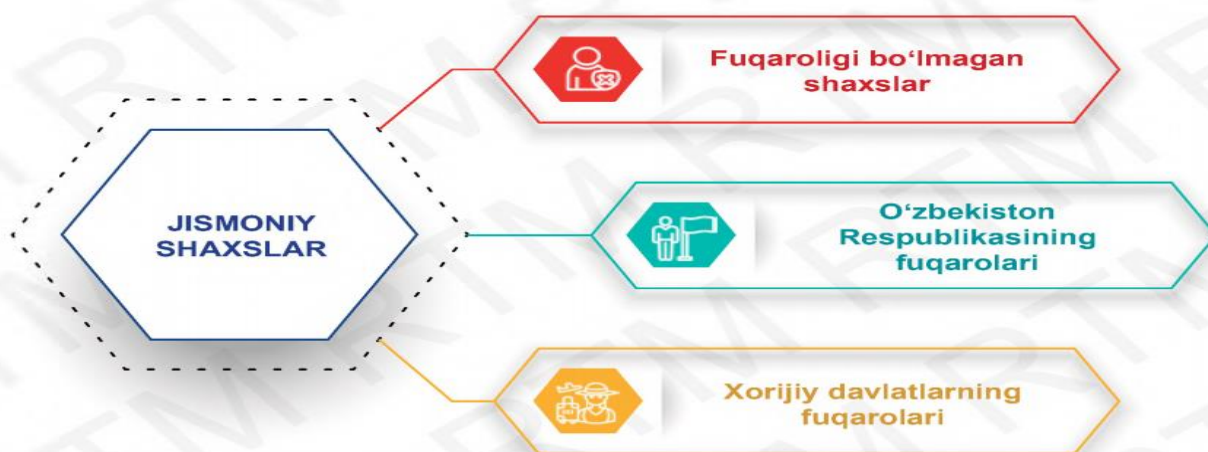 Fuqaroligi bo‘lmagan
shaxslar
JISMONIY
SHAXSLAR
O‘zbekiston
Respublikasining
fuqarolari
Xorijiy davlatlarning
fuqarolari